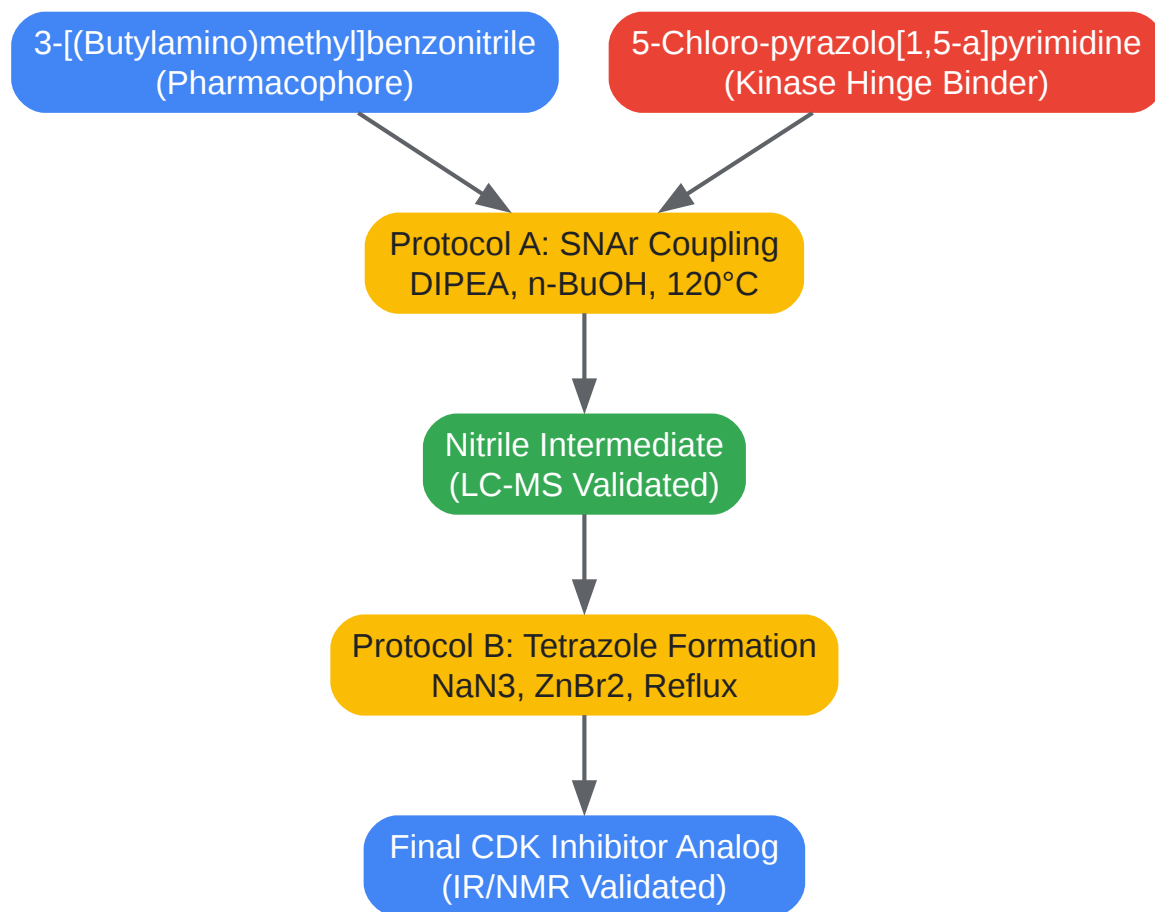 3-[(Butylamino)methyl]benzonitrile
(Pharmacophore)
5-Chloro-pyrazolo[1,5-a]pyrimidine
(Kinase Hinge Binder)
Protocol A: SNAr Coupling
DIPEA, n-BuOH, 120°C
Nitrile Intermediate
(LC-MS Validated)
Protocol B: Tetrazole Formation
NaN3, ZnBr2, Reflux
Final CDK Inhibitor Analog
(IR/NMR Validated)